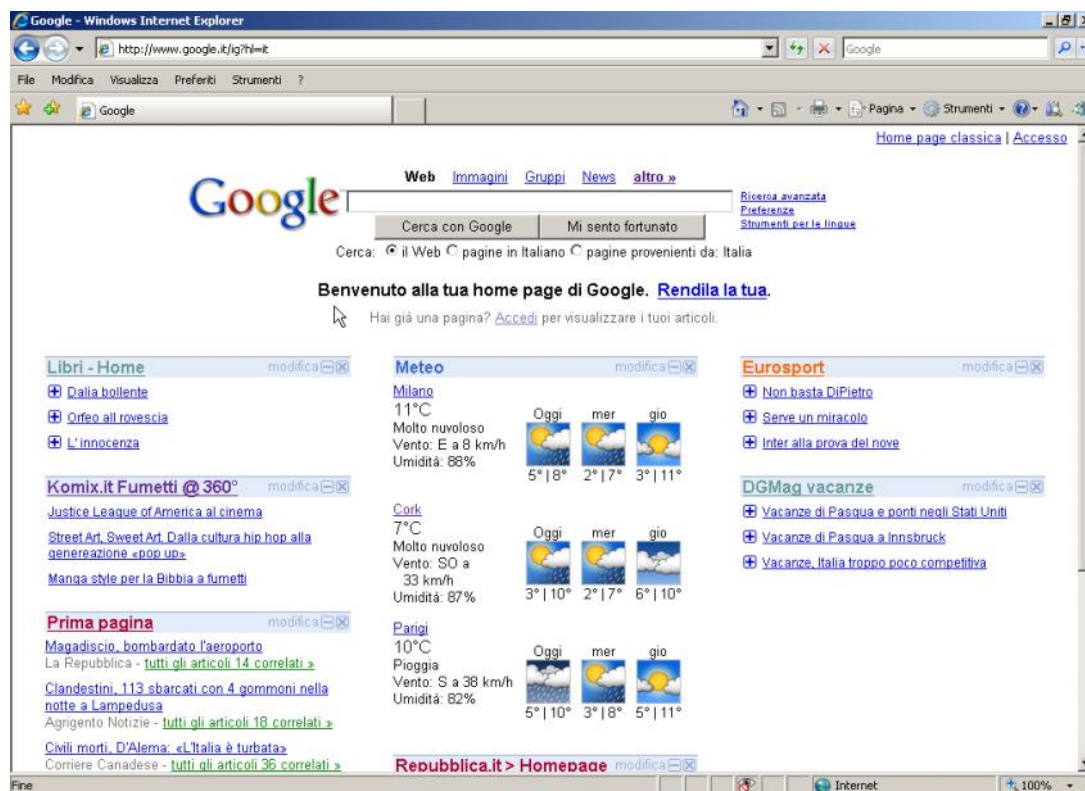 Google - Windows Internet Explorer
http://www.google.it/ig?hl=it
Google
File Modifica Visualizza Preferiti Strumenti ?
Google
Pagina Strumenti
Home page classica | Accesso
Google
Web Immagini Gruppi News altro »
Ricerca avanzata
Preferenze
Strumenti per le lingue
Cerca con Google Mi sento fortunato
Cerca: il Web pagine in Italiano pagine provenienti da: Italia
Benvenuto alla tua home page di Google. Rendila la tua.
Hai già una pagina? Accedi per visualizzare i tuoi articoli.
Libri - Home modifica
Dalia bollente
Orfeo all rovescia
L' innocenza
Komix.it Fumetti @ 360° modifica
Justice League of America al cinema
Street Art, Sweet Art. Dalla cultura hip hop alla
genereazione «pop up»
Manga style per la Bibbia a fumetti
Prima pagina modifica
Magadiscio, bombardato l'aeroporto
La Repubblica - tutti gli articoli 14 correlati »
Clandestini, 113 sbarcati con 4 gommoni nella
notte a Lampedusa
Agrigento Notizie - tutti gli articoli 18 correlati »
Civili morti, D'Alema: «L'Italia è turbata»
Corriere Canadese - tutti gli articoli 36 correlati »
Meteo modifica
Milano
11°C
Molto nuvoloso
Vento: E a 8 km/h
Umidità: 88%
Oggi mer gio
5° | 8° 2° | 7° 3° | 11°
Cork
7°C
Molto nuvoloso
Vento: SO a
33 km/h
Umidità: 87%
Oggi mer gio
3° | 10° 2° | 7° 6° | 10°
Parigi
10°C
Pioggia
Vento: S a 38 km/h
Umidità: 82%
Oggi mer gio
5° | 10° 3° | 8° 5° | 11°
Repubblica.it > Homepage modifica
Eurosport modifica
Non basta DiPietro
Serve un miracolo
Inter alla prova del nove
DGMag vacanze modifica
Vacanze di Pasqua e ponti negli Stati Uniti
Vacanze di Pasqua a Innsbruck
Vacanze, Italia troppo poco competitiva
Fine Internet 100%